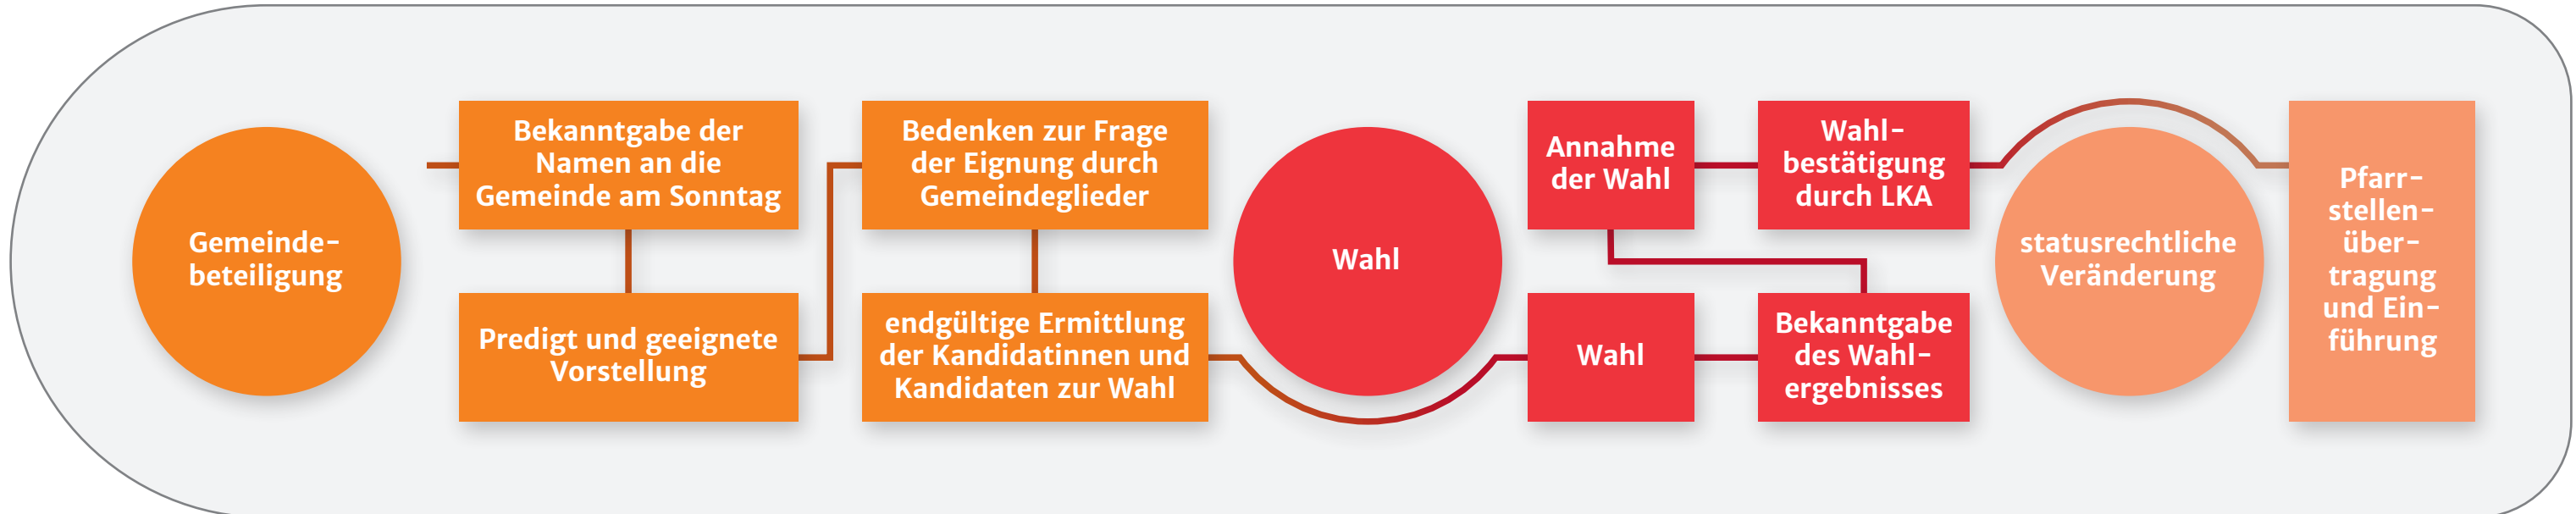 Gemeinde-
beteiligung
Bekanntgabe der
Namen an die
Gemeinde am Sonntag
Predigt und geeignete
Vorstellung
Bedenken zur Frage
der Eignung durch
Gemeindeglieder
endgültige Ermittlung
der Kandidatinnen und
Kandidaten zur Wahl
Wahl
Wahl
Bekanntgabe
des Wahl-
ergebnisses
Annahme
der Wahl
Wahl-
bestätigung
durch LKA
statusrechtliche
Veränderung
Pfarr-
stellen-
über-
tragung
und Ein-
führung